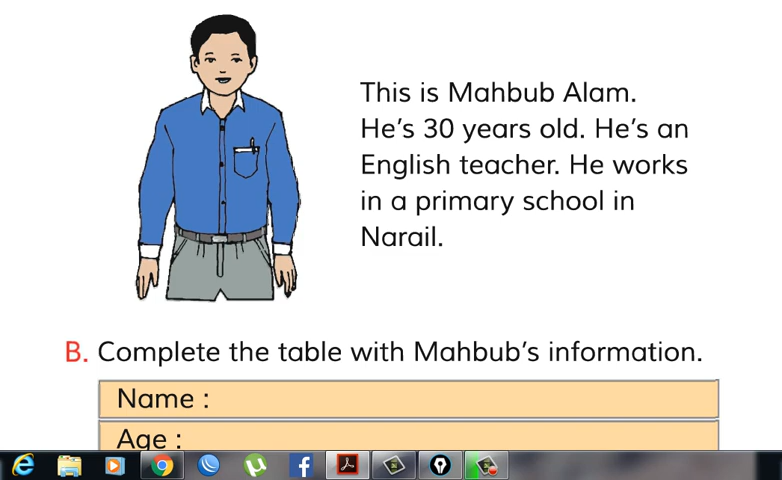 This is Mahbub Alam.
He's 30 years old. He's an
English teacher. He works
in a primary school in
Narail.
B. Complete the table with Mahbub's information.
Name :
Age :